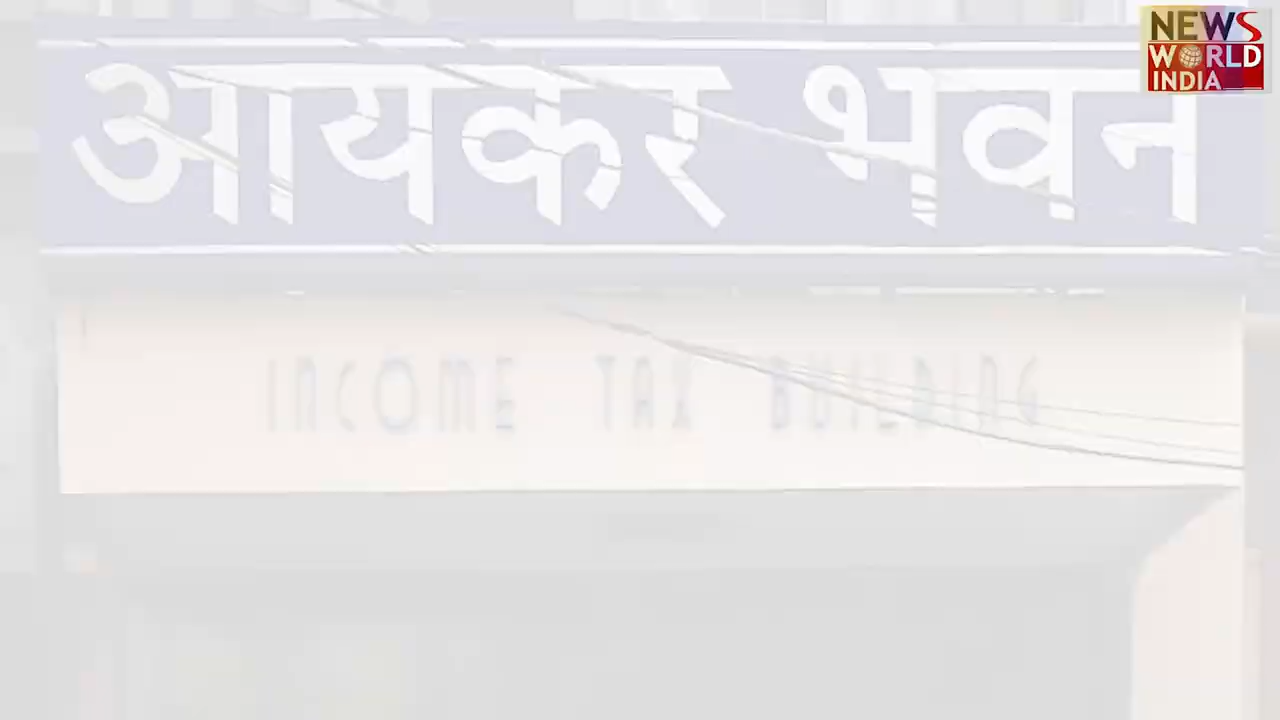 NEWS
WORLD
INDIA
आयकर भवन
INCOME TAX BUILDING